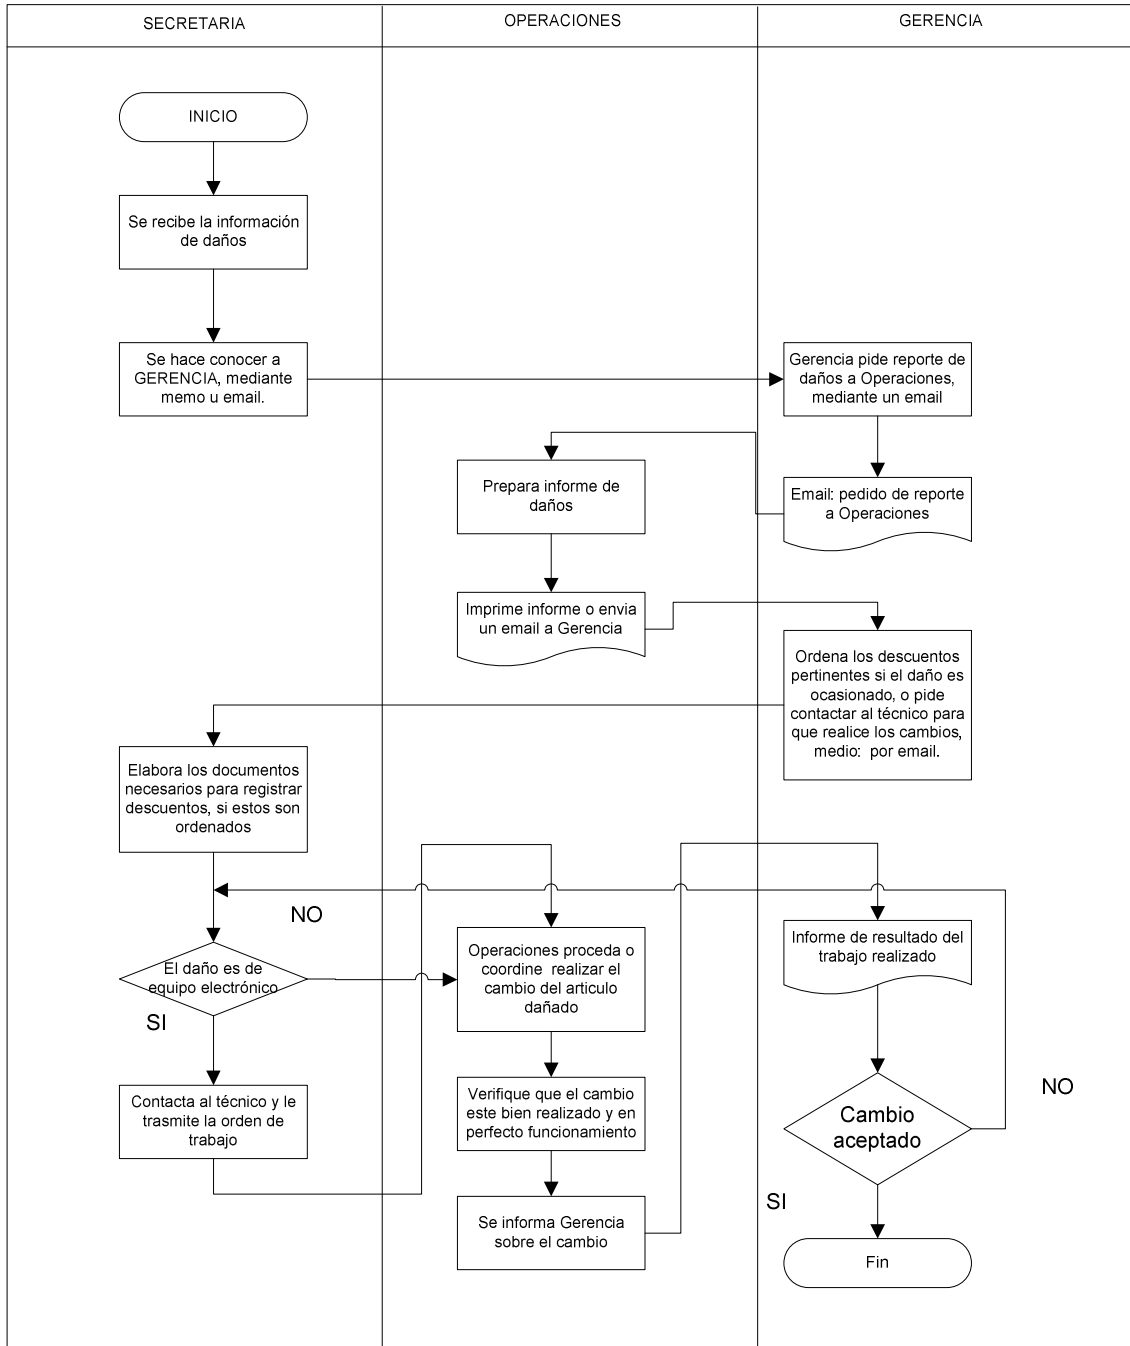 SECRETARIA
OPERACIONES
GERENCIA
INICIO
Se recibe la información
de daños
Se hace conocer a
GERENCIA, mediante
memo u email.
Gerencia pide reporte de
daños a Operaciones,
mediante un email
Email: pedido de reporte
a Operaciones
Prepara informe de
daños
Imprime informe o envia
un email a Gerencia
Ordena los descuentos
pertinentes si el daño es
ocasionado, o pide
contactar al técnico para
que realice los cambios,
medio:  por email.
Elabora los documentos
necesarios para registrar
descuentos, si estos son
ordenados
NO
El daño es de
equipo electrónico
SI
Contacta al técnico y le
trasmite la orden de
trabajo
Operaciones proceda o
coordine  realizar el
cambio del articulo
dañado
Verifique que el cambio
este bien realizado y en
perfecto funcionamiento
Se informa Gerencia
sobre el cambio
Informe de resultado del
trabajo realizado
Cambio
aceptado
NO
SI
Fin